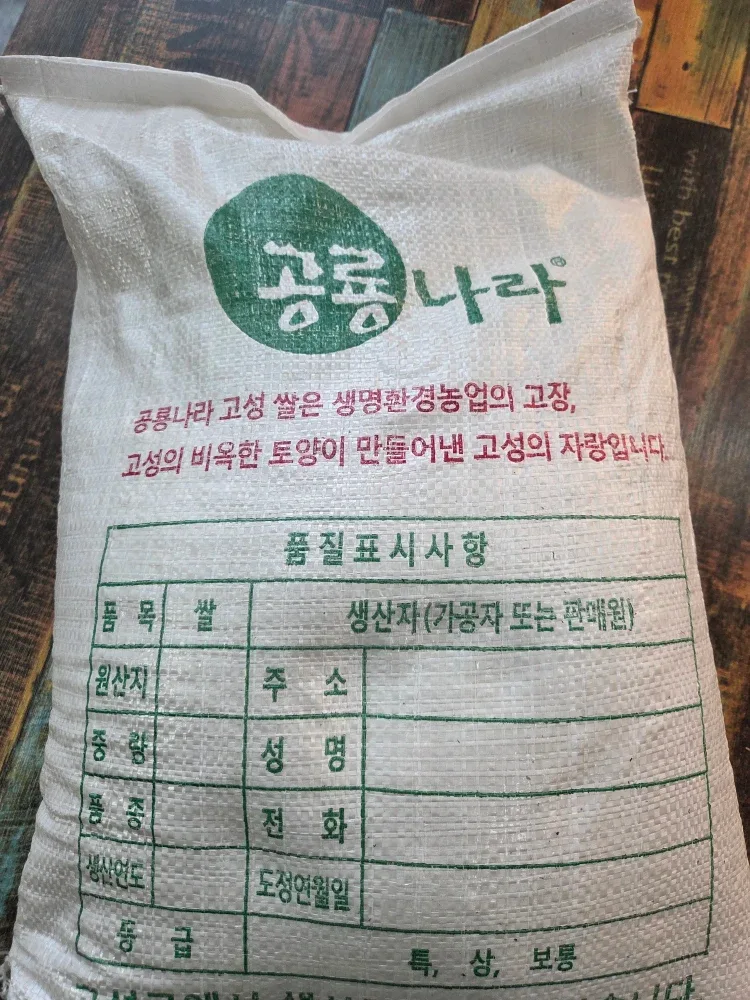 공룡나라®
공룡나라 고성 쌀은 생명환경농업의 고장,
고성의 비옥한 토양이 만들어낸 고성의 자랑입니다.
품질표시사항
품 목 쌀 생산자(가공자 또는 판매원)
원산지 주 소
중 량 성 명
품 종 전 화
생산연도 도정연월일
등 급 특, 상, 보통
with best